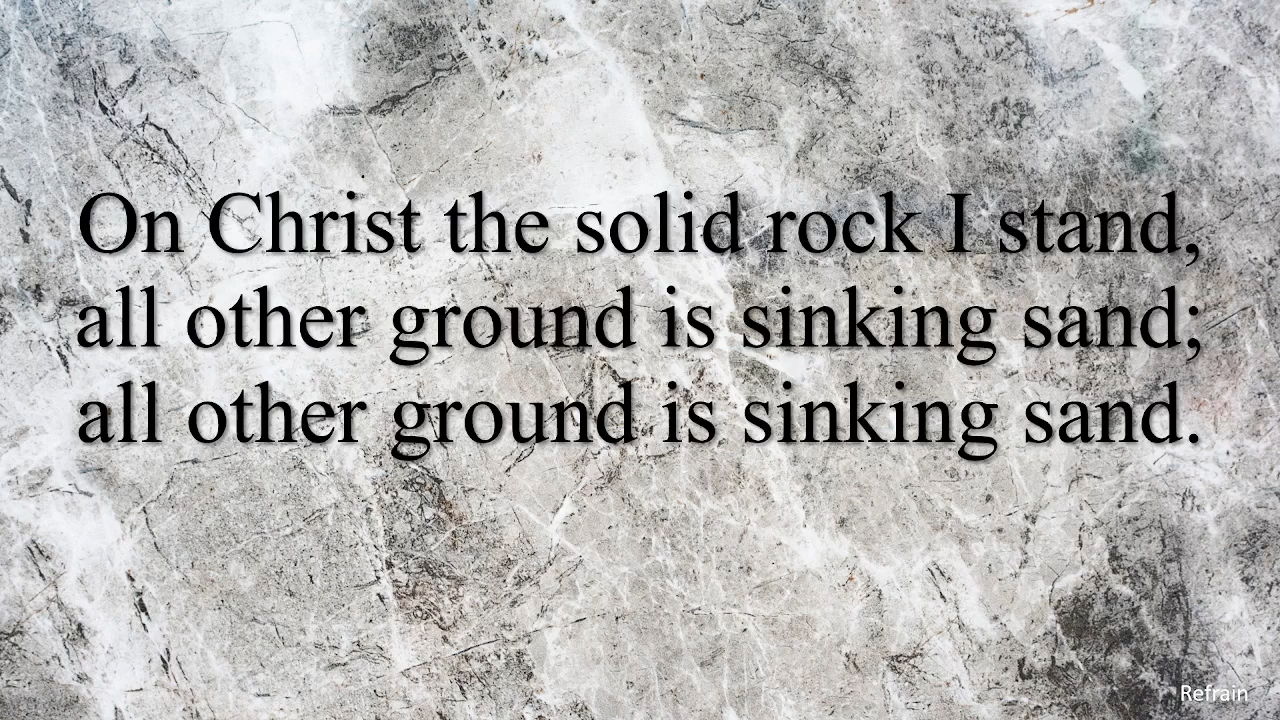 On Christ the solid rock I stand,
all other ground is sinking sand;
all other ground is sinking sand.
Refrain